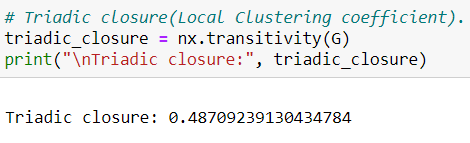 # Triadic closure(Local Clustering coefficient).
triadic_closure = nx.transitivity(G)
print("\nTriadic closure:", triadic_closure)
Triadic closure: 0.48709239130434784